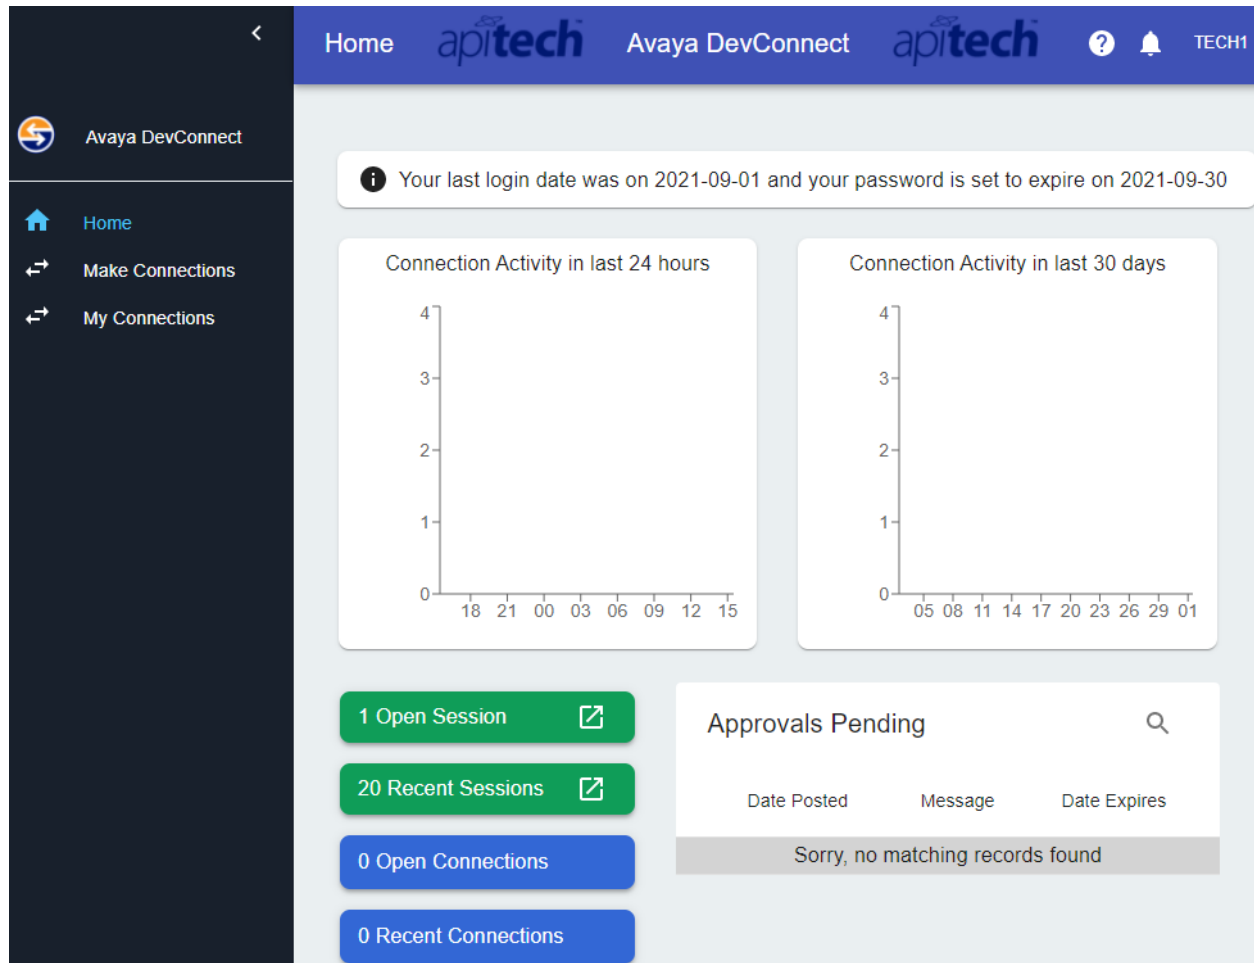 Home apitech Avaya DevConnect apitech TECH1
Avaya DevConnect
Home
Make Connections
My Connections
Your last login date was on 2021-09-01 and your password is set to expire on 2021-09-30
Connection Activity in last 24 hours
4
3
2
1
0
18 21 00 03 06 09 12 15
Connection Activity in last 30 days
4
3
2
1
0
05 08 11 14 17 20 23 26 29 01
1 Open Session
20 Recent Sessions
0 Open Connections
0 Recent Connections
Approvals Pending
Date Posted Message Date Expires
Sorry, no matching records found